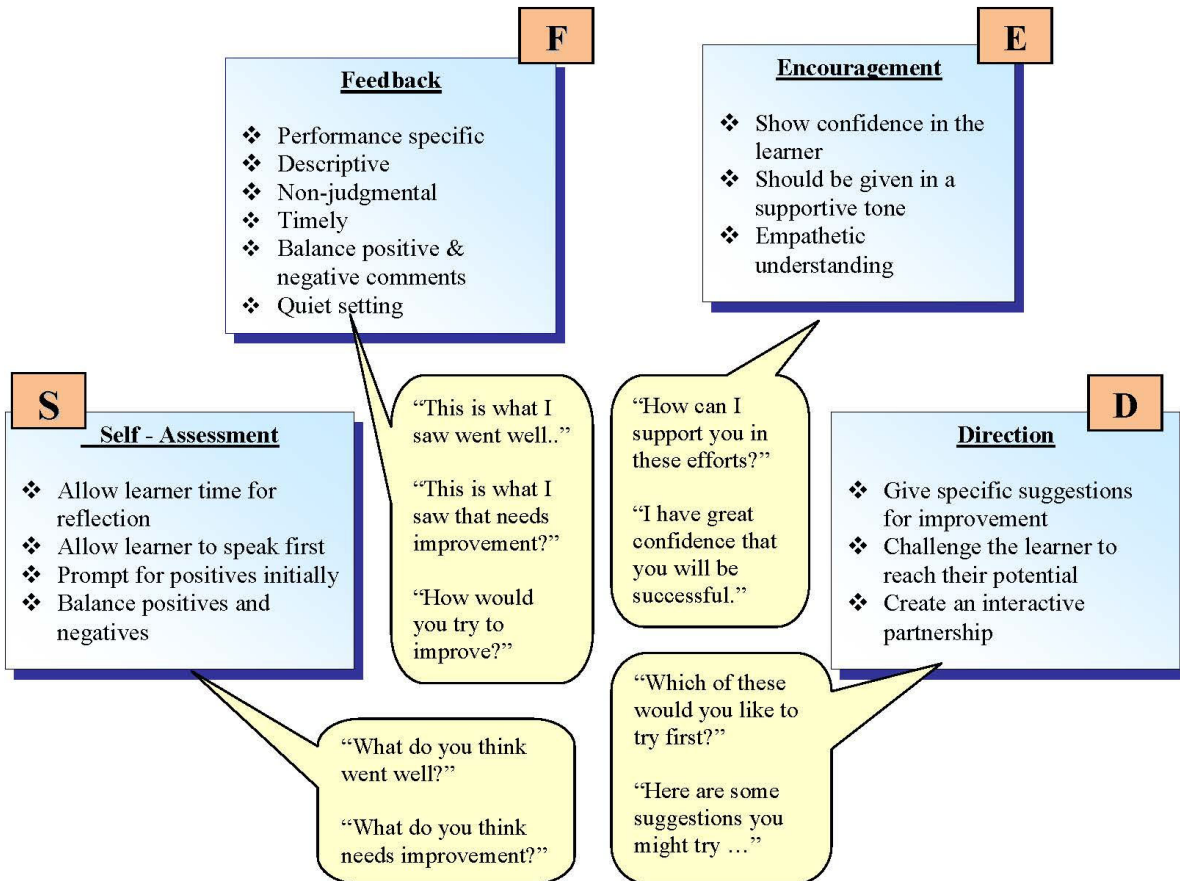 F
Feedback
❖ Performance specific
❖ Descriptive
❖ Non-judgmental
❖ Timely
❖ Balance positive &
negative comments
❖ Quiet setting
E
Encouragement
❖ Show confidence in the
learner
❖ Should be given in a
supportive tone
❖ Empathetic
understanding
S
Self - Assessment
❖ Allow learner time for
reflection
❖ Allow learner to speak first
❖ Prompt for positives initially
❖ Balance positives and
negatives
“This is what I
saw went well..”
“This is what I
saw that needs
improvement?”
“How would
you try to
improve?”
“How can I
support you in
these efforts?”
“I have great
confidence that
you will be
successful.”
D
Direction
❖ Give specific suggestions
for improvement
❖ Challenge the learner to
reach their potential
❖ Create an interactive
partnership
“What do you think
went well?”
“What do you think
needs improvement?”
“Which of these
would you like to
try first?”
“Here are some
suggestions you
might try …”